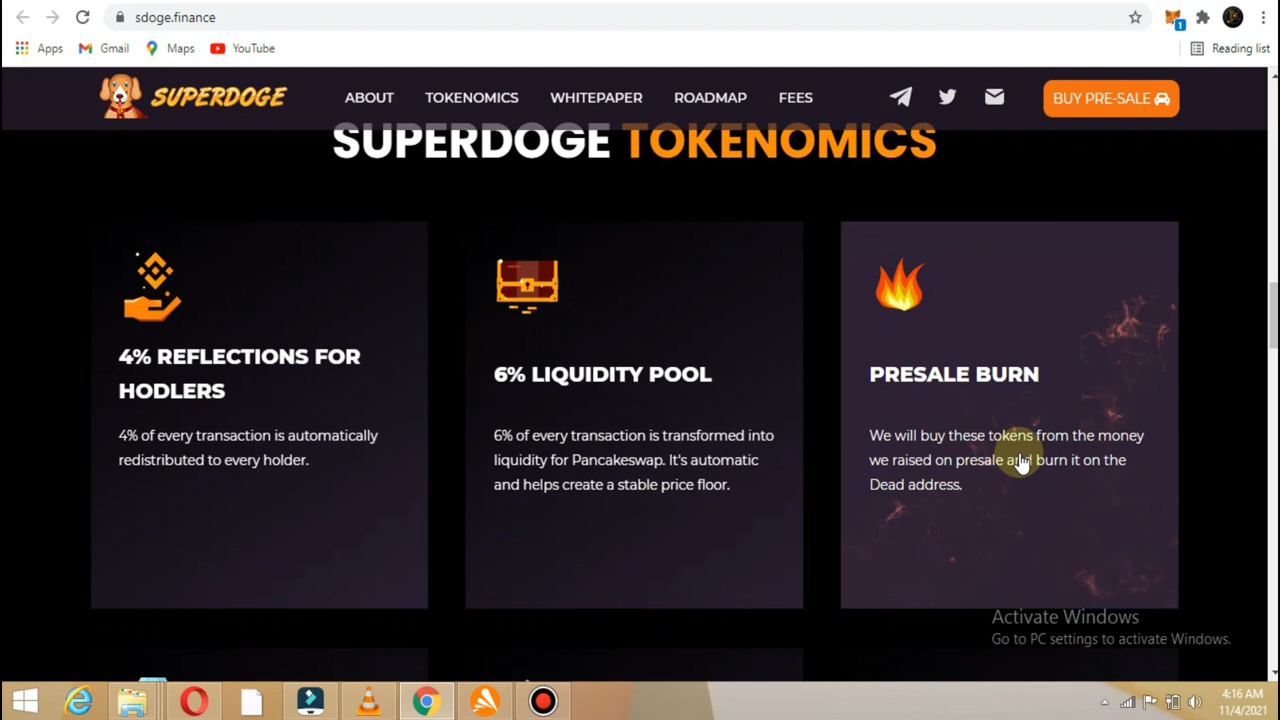 sdoge.finance
1
Apps Gmail Maps YouTube Reading list
SUPERDOGE ABOUT TOKENOMICS WHITEPAPER ROADMAP FEES BUY PRE-SALE
SUPERDOGE TOKENOMICS
4% REFLECTIONS FOR
HODLERS
4% of every transaction is automatically
redistributed to every holder.
6% LIQUIDITY POOL
6% of every transaction is transformed into
liquidity for Pancakeswap. It's automatic
and helps create a stable price floor.
PRESALE BURN
We will buy these tokens from the money
we raised on presale and burn it on the
Dead address.
Activate Windows
Go to PC settings to activate Windows.
4:16 AM
11/4/2021